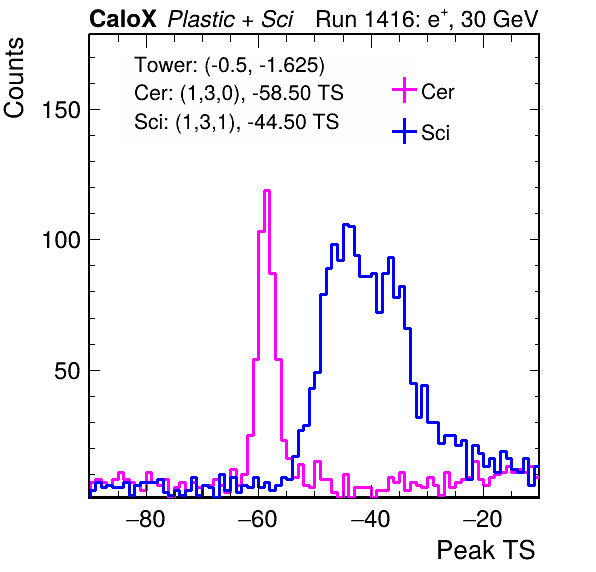 CaloX Plastic + Sci Run 1416: e⁺, 30 GeV
Tower: (-0.5, -1.625)
Cer: (1,3,0), -58.50 TS
Sci: (1,3,1), -44.50 TS
Cer
Sci
Counts
150
100
50
−80 −60 −40 −20
Peak TS